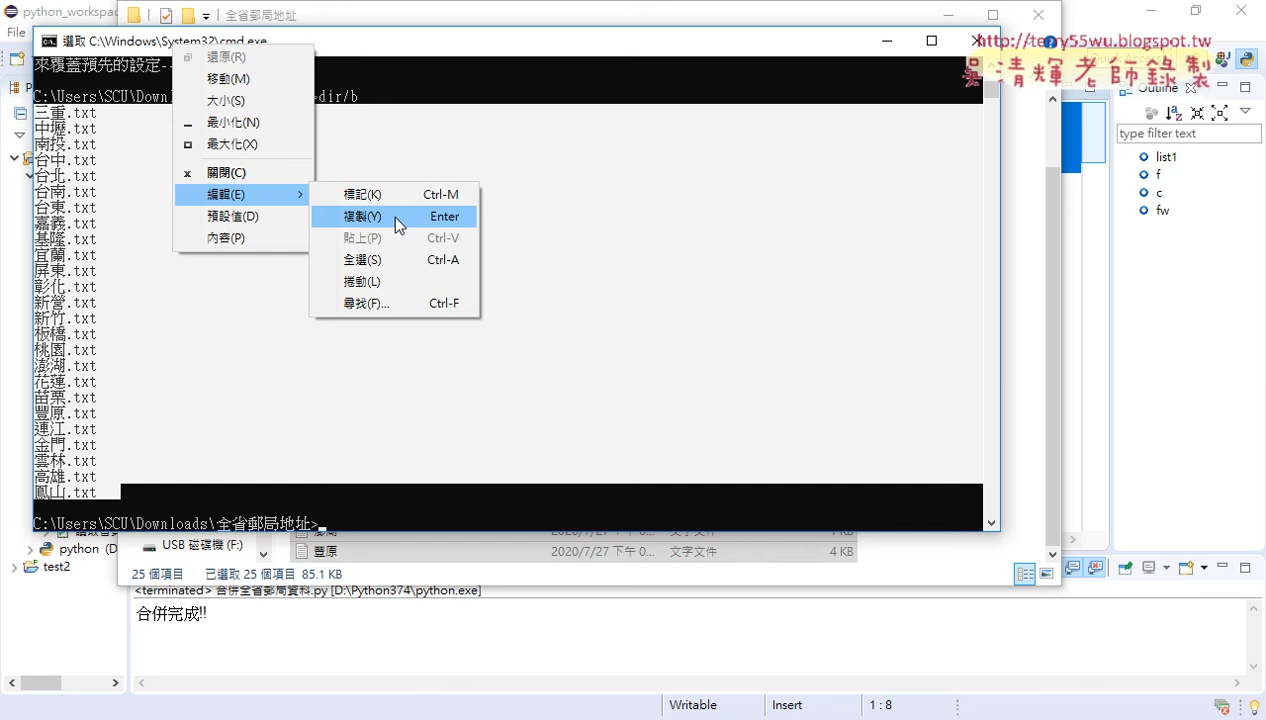 python_workspa
全省郵局地址
File
選取 C:\Windows\System32\cmd.exe
http://terry55wu.blogspot.tw
吳清輝老師錄製
來覆蓋預先的設定--
C:\Users\SCU\Down
>dir/b
三重.txt
中壢.txt
南投.txt
台中.txt
台北.txt
台南.txt
台東.txt
嘉義.txt
基隆.txt
宜蘭.txt
屏東.txt
彰化.txt
新營.txt
新竹.txt
板橋.txt
桃園.txt
澎湖.txt
花蓮.txt
苗栗.txt
豐原.txt
連江.txt
金門.txt
雲林.txt
高雄.txt
鳳山.txt
C:\Users\SCU\Downloads\全省郵局地址>
還原(R)
移動(M)
大小(S)
最小化(N)
最大化(X)
關閉(C)
編輯(E)
預設值(D)
內容(P)
標記(K) Ctrl-M
複製(Y) Enter
貼上(P) Ctrl-V
全選(S) Ctrl-A
捲動(L)
尋找(F)... Ctrl-F
Outline
type filter text
list1
f
c
fw
python (D
test2
USB 磁碟機 (F:)
豐原 2020/7/27 下午 0... 文字文件 4 KB
25 個項目 已選取 25 個項目 85.1 KB
<terminated> 合併全省郵局資料.py [D:\Python374\python.exe]
合併完成!!
Writable Insert 1 : 8